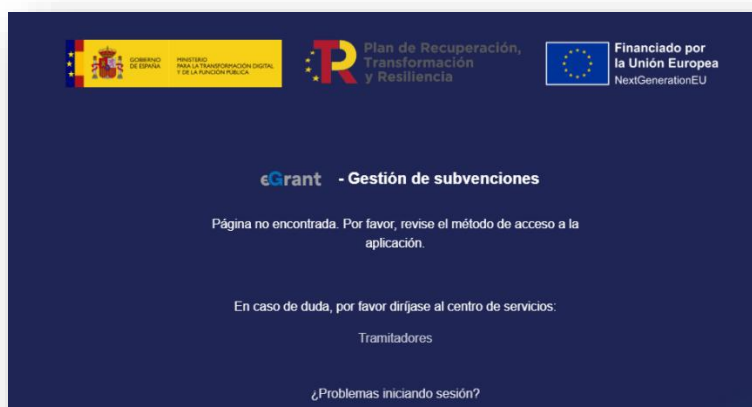 GOBIERNO
DE ESPAÑA
MINISTERIO
PARA LA TRANSFORMACIÓN DIGITAL
Y DE LA FUNCIÓN PÚBLICA
Plan de Recuperación,
Transformación
y Resiliencia
Financiado por
la Unión Europea
NextGenerationEU
eGrant - Gestión de subvenciones
Página no encontrada. Por favor, revise el método de acceso a la
aplicación.
En caso de duda, por favor diríjase al centro de servicios:
Tramitadores
¿Problemas iniciando sesión?